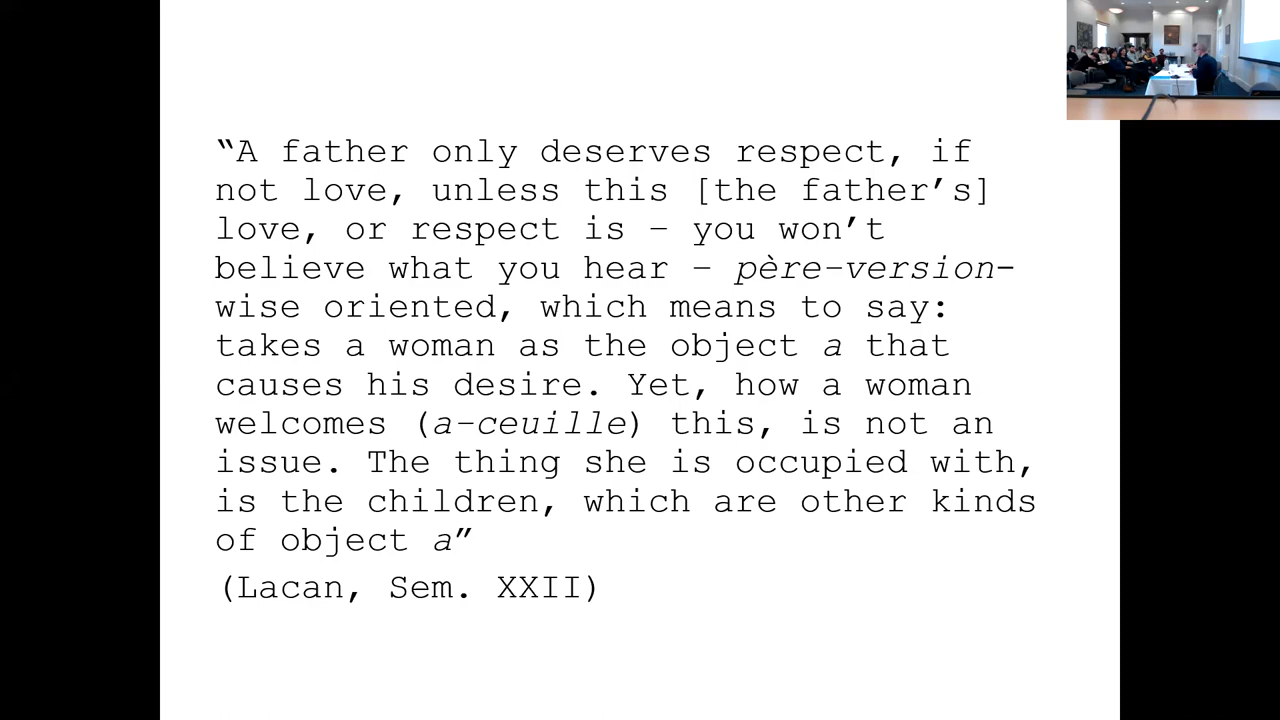 “A father only deserves respect, if
not love, unless this [the father’s]
love, or respect is – you won’t
believe what you hear – père-version-
wise oriented, which means to say:
takes a woman as the object a that
causes his desire. Yet, how a woman
welcomes (a-ceuille) this, is not an
issue. The thing she is occupied with,
is the children, which are other kinds
of object a”
(Lacan, Sem. XXII)